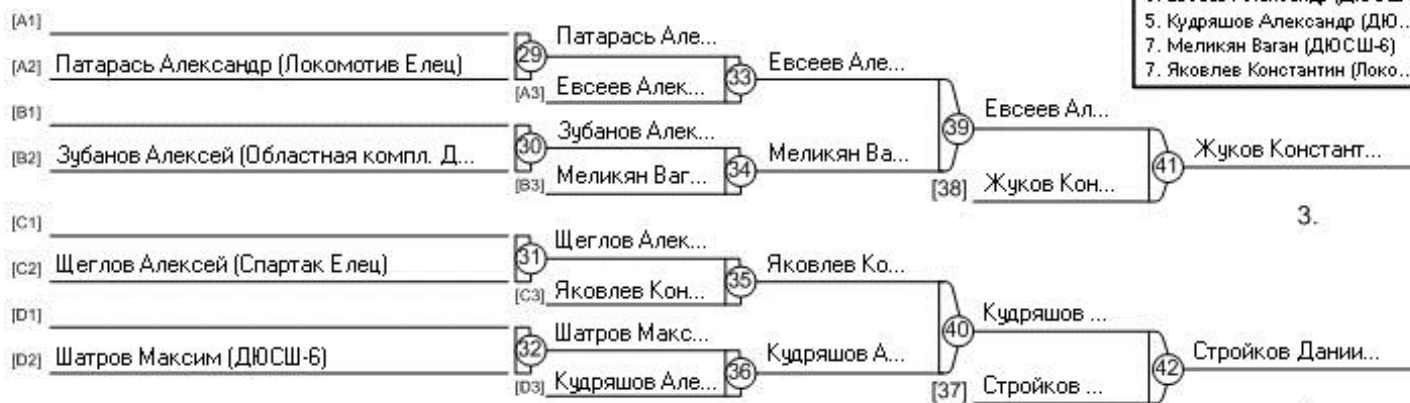 5. Кудряшов Александр (ДЮ...
7. Меликян Ваган (ДЮСШ-6)
7. Яковлев Константин (Локо...
[A1]
[A2] Патарась Александр (Локомотив Елец)
29
Патарась Але...
[A3] Евсеев Алек...
33
Евсеев Але...
[B1]
[B2] Зубанов Алексей (Областная компл. Д...
30
Зубанов Алек...
[B3] Меликян Ваг...
34
Меликян Ва...
39
Евсеев Ал...
[38] Жуков Кон...
41
Жуков Констант...
3.
[C1]
[C2] Щеглов Алексей (Спартак Елец)
31
Щеглов Алек...
[C3] Яковлев Кон...
35
Яковлев Ко...
[D1]
[D2] Шатров Максим (ДЮСШ-6)
32
Шатров Макс...
[D3] Кудряшов Але...
36
Кудряшов А...
40
Кудряшов ...
[37] Стройков ...
42
Стройков Дании...